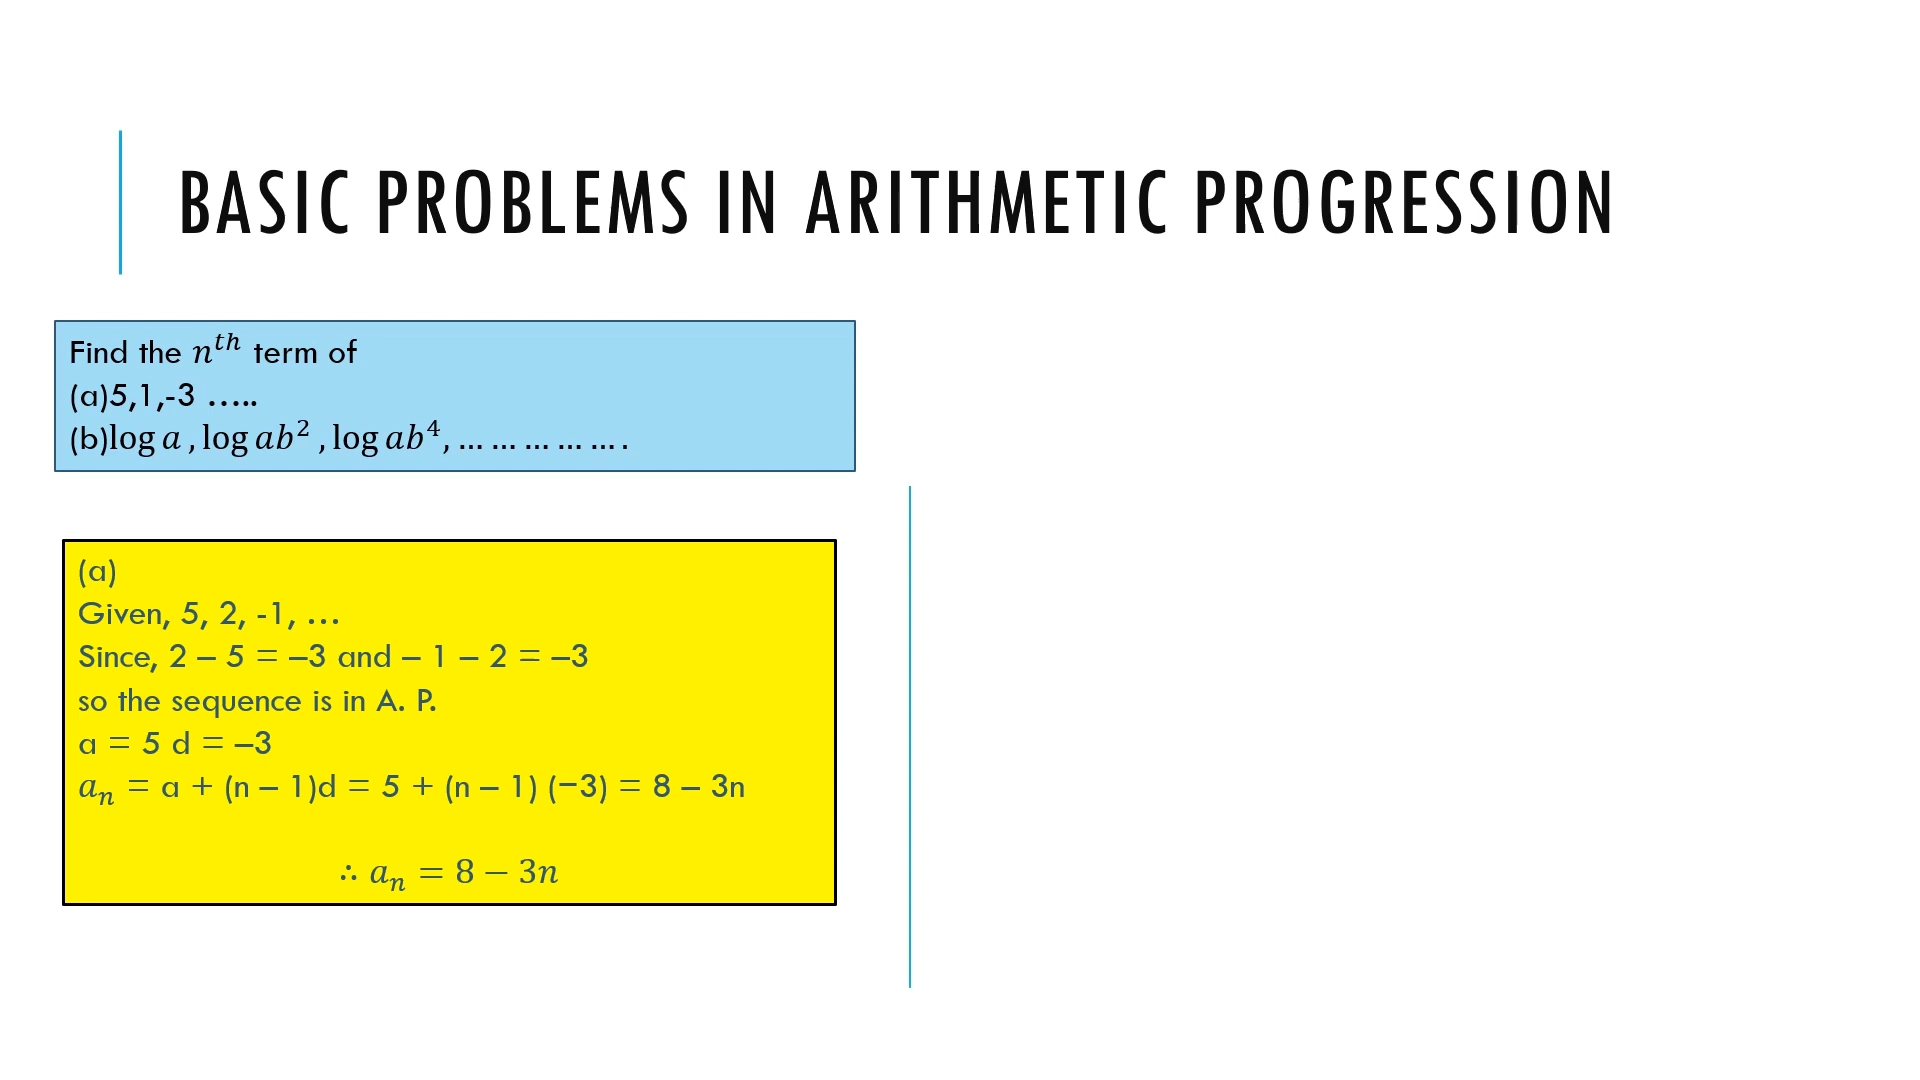 BASIC PROBLEMS IN ARITHMETIC PROGRESSION
Find the nᵗʰ term of
(a)5,1,-3 …..
(b)log a , log ab² , log ab⁴, … … … … … .
(a)
Given, 5, 2, -1, …
Since, 2 – 5 = –3 and – 1 – 2 = –3
so the sequence is in A. P.
a = 5 d = –3
aₙ = a + (n – 1)d = 5 + (n – 1) (−3) = 8 – 3n
∴ aₙ = 8 − 3n